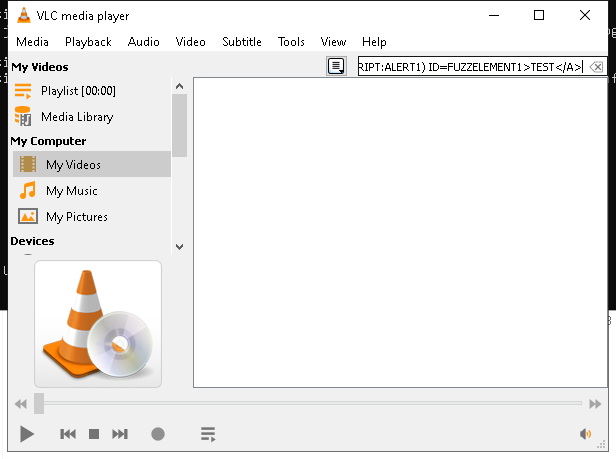 VLC media player
Media Playback Audio Video Subtitle Tools View Help
My Videos
RIPT:ALERT1) ID=FUZZELEMENT1>TEST</A>
Playlist [00:00]
Media Library
My Computer
My Videos
My Music
My Pictures
Devices